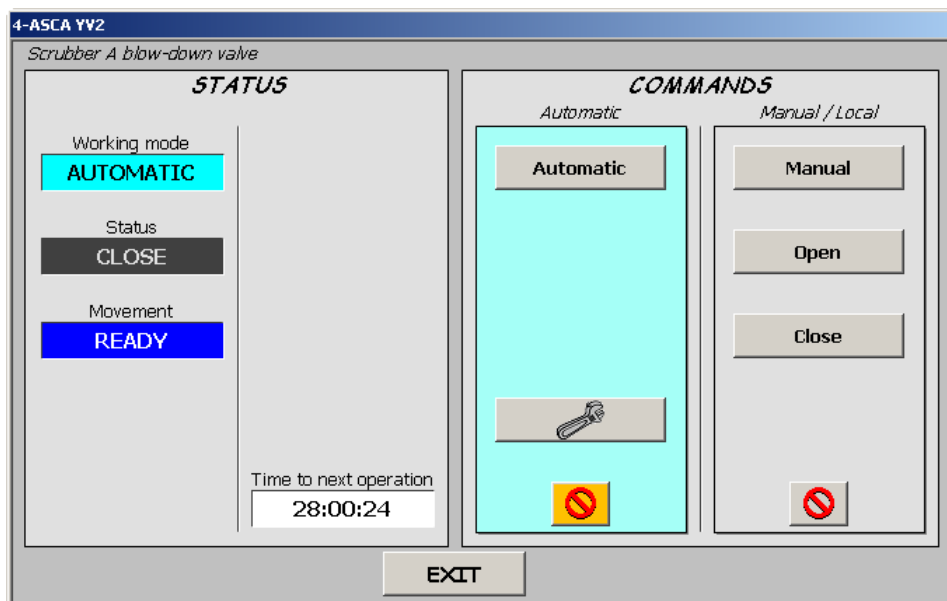 4-ASCA YV2
Scrubber A blow-down valve
STATUS
Working mode
AUTOMATIC
Status
CLOSE
Movement
READY
Time to next operation
28:00:24
COMMANDS
Automatic
Manual / Local
Automatic
Manual
Open
Close
EXIT